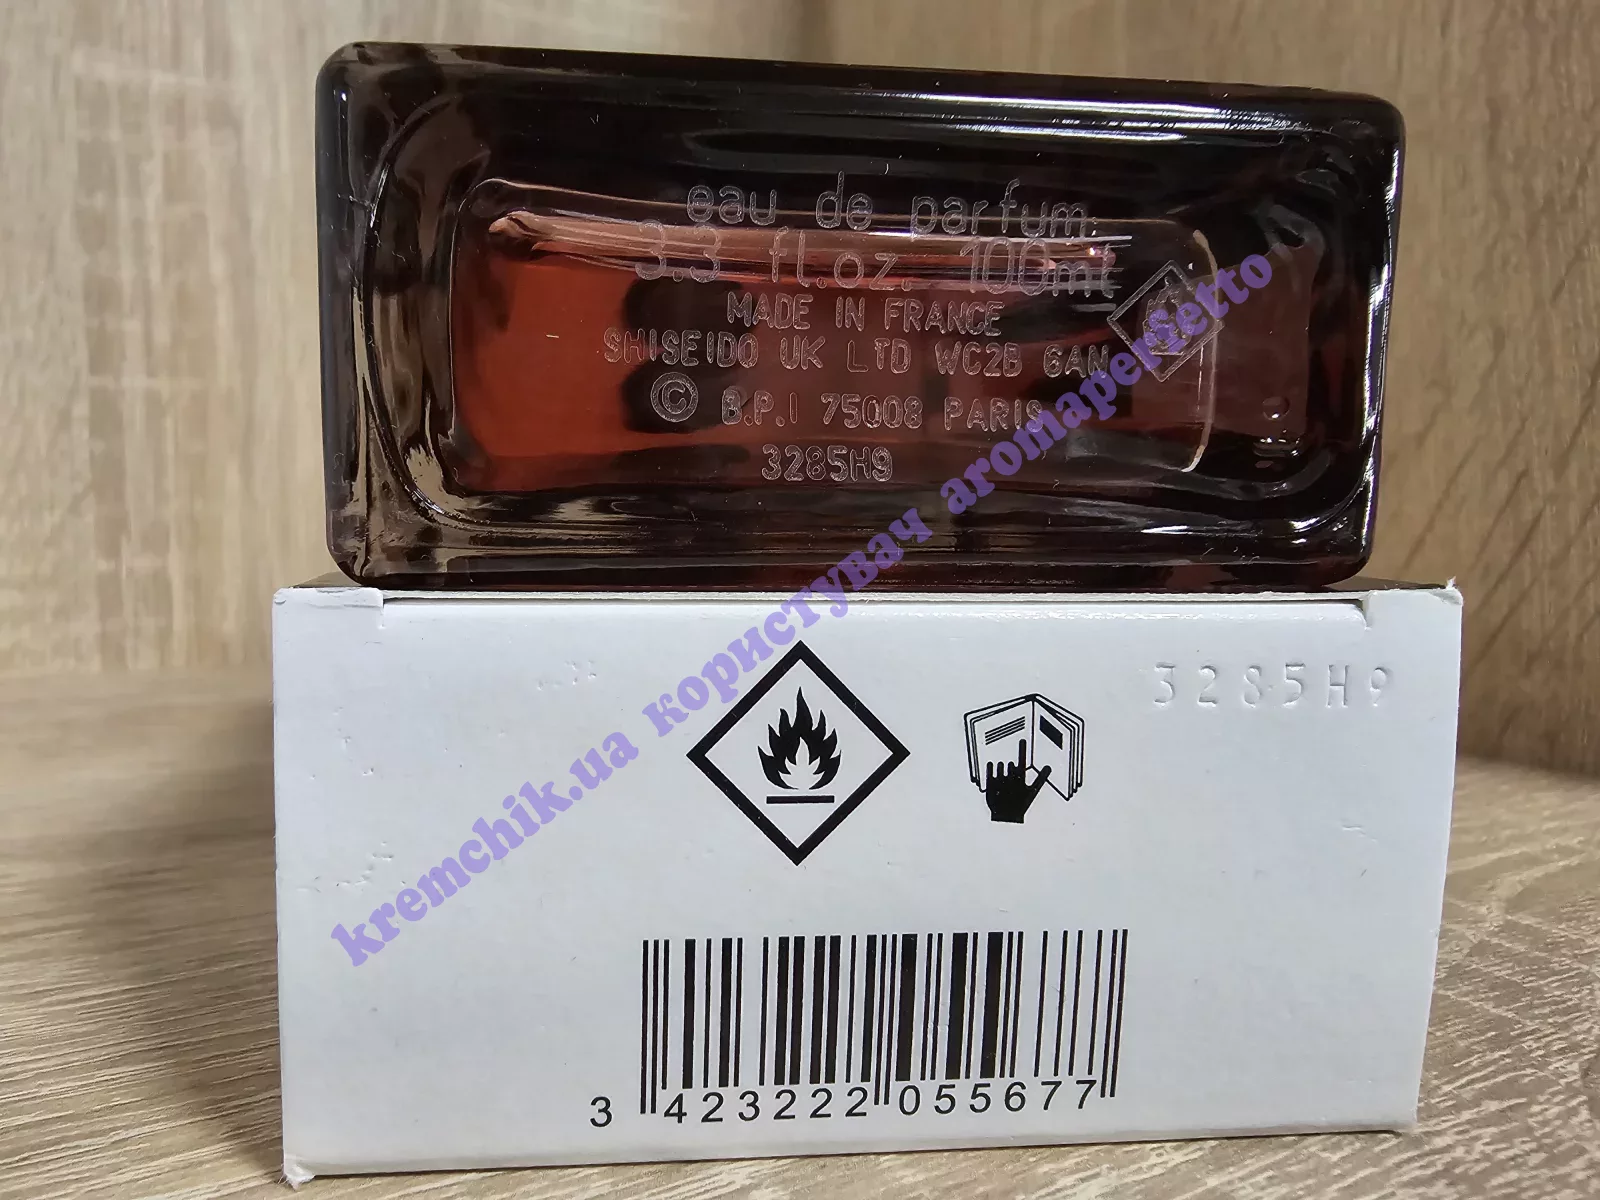 eau de parfum
3.3 fl.oz. 100ml
MADE IN FRANCE
SHISEIDO UK LTD WC2B 6AN
© B.P.I 75008 PARIS
3285H9
3285H9
kremchik.ua користувач aromaperfetto
3 423222 055677